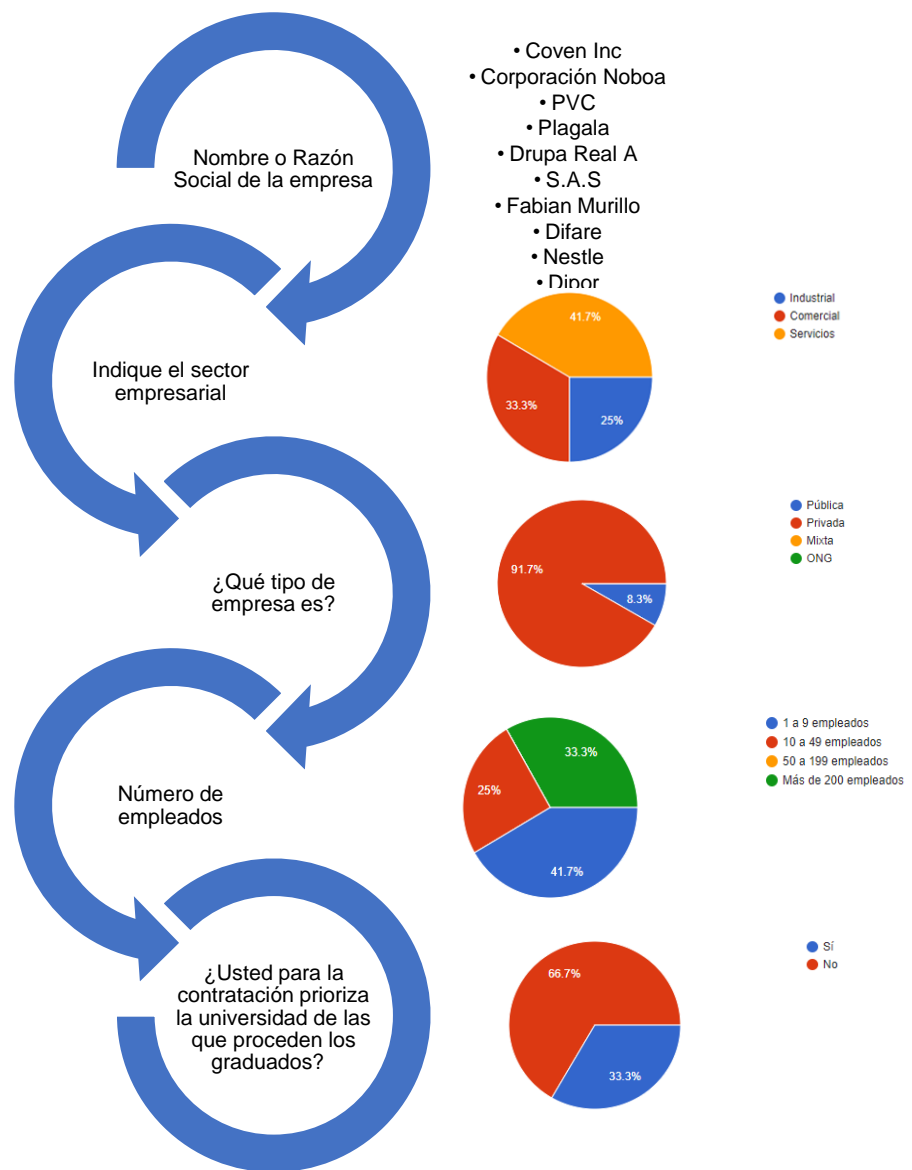 • Coven Inc
• Corporación Noboa
• PVC
• Plagala
• Drupa Real A
• S.A.S
• Fabian Murillo
• Difare
• Nestle
• Dipor
Nombre o Razón
Social de la empresa
Indique el sector
empresarial
41.7%
33.3%
25%
Industrial
Comercial
Servicios
¿Qué tipo de
empresa es?
91.7%
8.3%
Pública
Privada
Mixta
ONG
Número de
empleados
33.3%
25%
41.7%
1 a 9 empleados
10 a 49 empleados
50 a 199 empleados
Más de 200 empleados
¿Usted para la
contratación prioriza
la universidad de las
que proceden los
graduados?
66.7%
33.3%
Sí
No